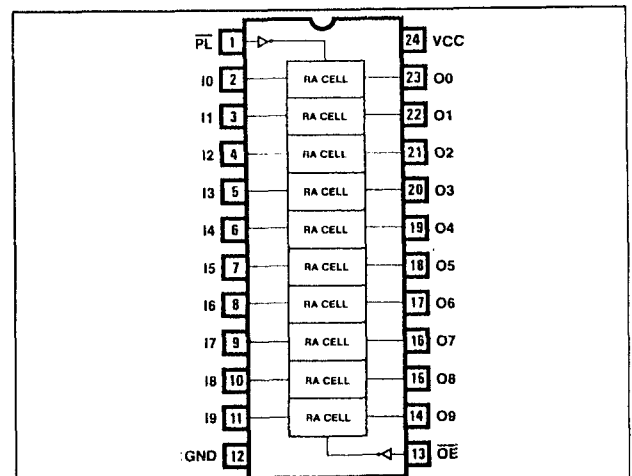 P̅L̅ 1 24 VCC
I0 2 RA CELL 23 O0
I1 3 RA CELL 22 O1
I2 4 RA CELL 21 O2
I3 5 RA CELL 20 O3
I4 6 RA CELL 19 O4
I5 7 RA CELL 18 O5
I6 8 RA CELL 17 O6
I7 9 RA CELL 16 O7
I8 10 RA CELL 15 O8
I9 11 RA CELL 14 O9
GND 12 13 O̅E̅